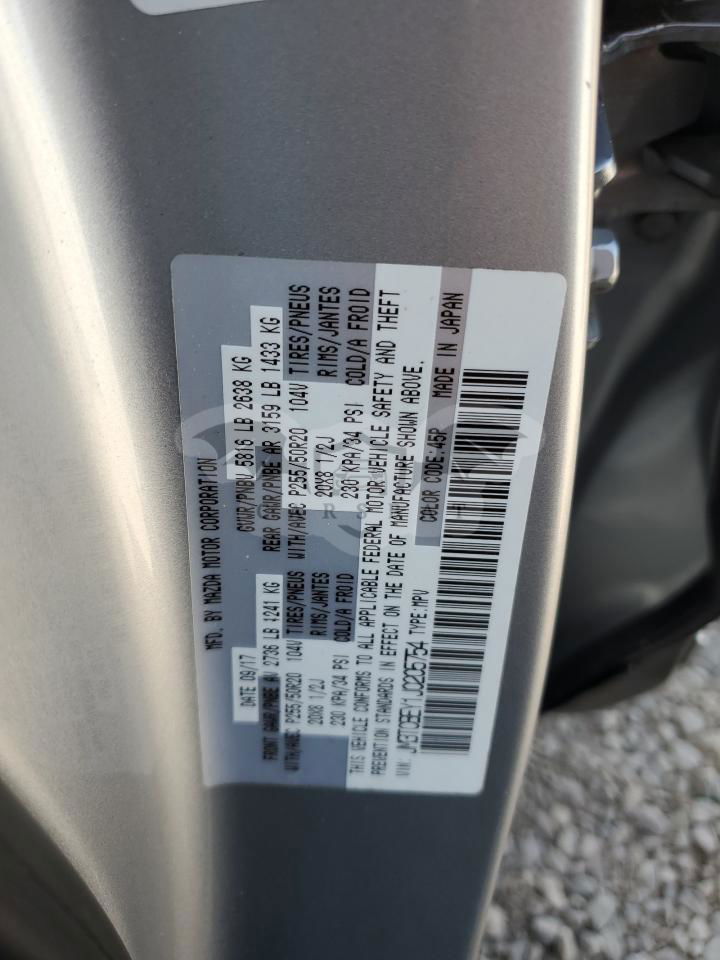 MFD. BY MAZDA MOTOR CORPORATION
DATE 09/17 GVWR/PNBV 5816 LB 2638 KG
FRONT GAWR/PNBE AV 2736 LB 1241 KG REAR GAWR/PNBE AR 3159 LB 1433 KG
WITH/AVEC P255/50R20 104V TIRES/PNEUS WITH/AVEC P255/50R20 104V TIRES/PNEUS
20X8 1/2J RIMS/JANTES 20X8 1/2J RIMS/JANTES
230 KPA/34 PSI COLD/A FROID 230 KPA/34 PSI COLD/A FROID
THIS VEHICLE CONFORMS TO ALL APPLICABLE FEDERAL MOTOR VEHICLE SAFETY AND THEFT
PREVENTION STANDARDS IN EFFECT ON THE DATE OF MANUFACTURE SHOWN ABOVE.
VIN: JM3TCBEY1J0205754 TYPE:MPV COLOR CODE:45P MADE IN JAPAN